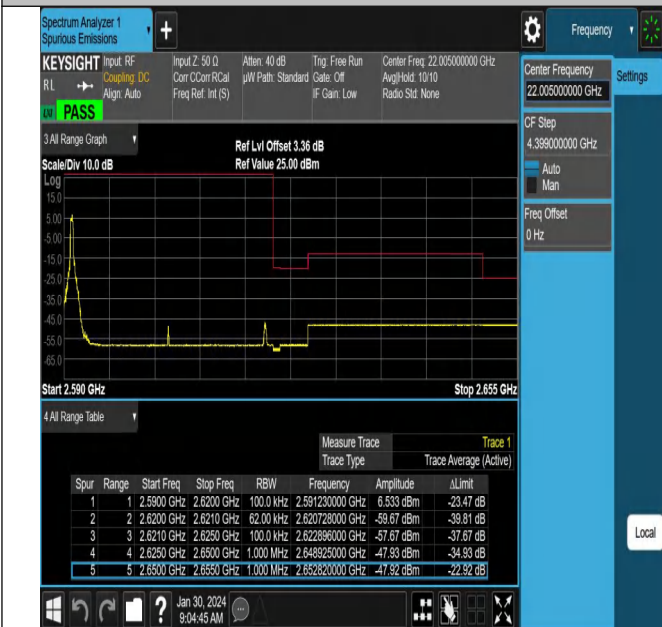 Spectrum Analyzer 1
Spurious Emissions
Frequency
KEYSIGHT Input: RF Input Z: 50 Ω Atten: 40 dB Trig: Free Run Center Freq: 22.005000000 GHz
RL Coupling: DC Corr CCorr RCal µW Path: Standard Gate: Off Avg|Hold: 10/10
Align: Auto Freq Ref: Int (S) IF Gain: Low Radio Std: None
PASS
Center Frequency
22.005000000 GHz
Settings
CF Step
4.399000000 GHz
Auto
Man
Freq Offset
0 Hz
Local
3 All Range Graph
Ref Lvl Offset 3.36 dB
Scale/Div 10.0 dB Ref Value 25.00 dBm
Log
15.0
5.00
-5.00
-15.0
-25.0
-35.0
-45.0
-55.0
-65.0
Start 2.590 GHz Stop 2.655 GHz
4 All Range Table
Measure Trace Trace 1
Trace Type Trace Average (Active)
Spur Range Start Freq Stop Freq RBW Frequency Amplitude ΔLimit
1 1 2.5900 GHz 2.6200 GHz 100.0 kHz 2.591230000 GHz 6.533 dBm -23.47 dB
2 2 2.6200 GHz 2.6210 GHz 62.00 kHz 2.620728000 GHz -59.67 dBm -39.81 dB
3 3 2.6210 GHz 2.6250 GHz 100.0 kHz 2.622896000 GHz -57.67 dBm -37.67 dB
4 4 2.6250 GHz 2.6500 GHz 1.000 MHz 2.648925000 GHz -47.93 dBm -34.93 dB
5 5 2.6500 GHz 2.6550 GHz 1.000 MHz 2.652820000 GHz -47.92 dBm -22.92 dB
Jan 30, 2024
9:04:45 AM